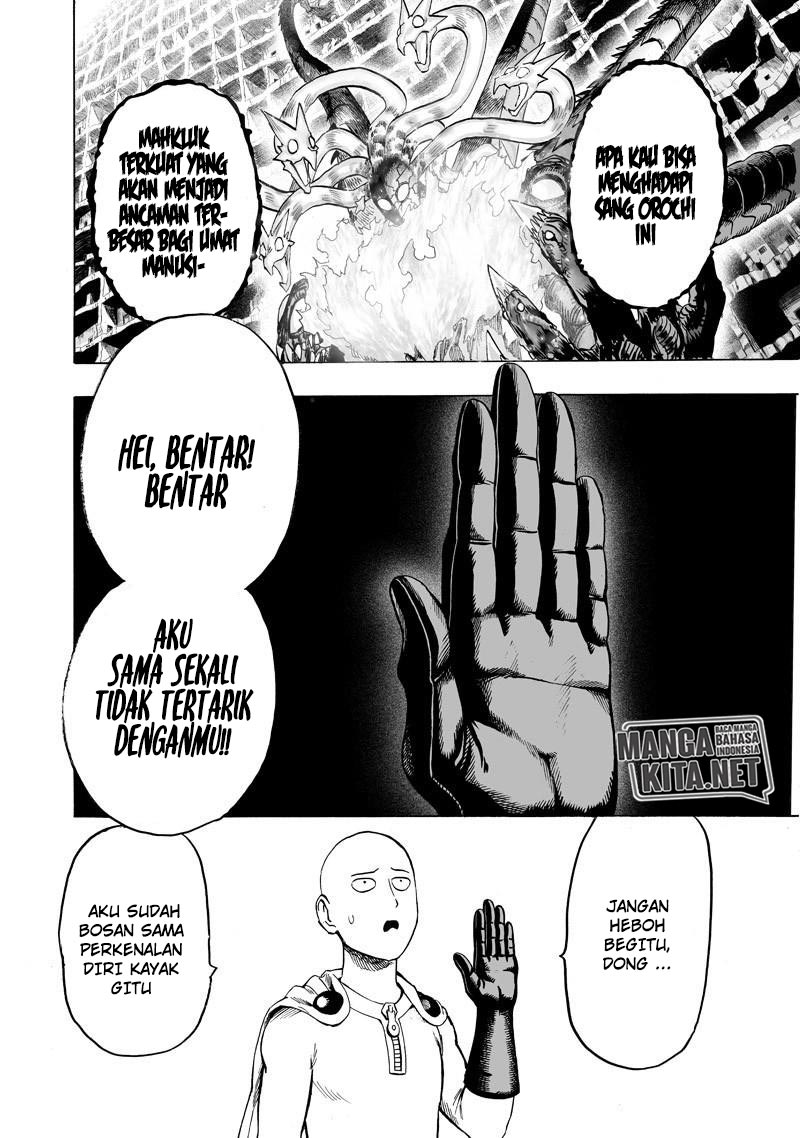 APA KAU BISA
MENGHADAPI
SANG OROCHI
INI
MAHKLUK
TERKUAT YANG
AKAN MENJADI
ANCAMAN TER-
BESAR BAGI UMAT
MANUSI-
HEI, BENTAR!
BENTAR
AKU
SAMA SEKALI
TIDAK TERTARIK
DENGANMU!!
MANGA
KITA.NET
BACA MANGA
BAHASA
INDONESIA
JANGAN
HEBOH
BEGITU,
DONG ...
AKU SUDAH
BOSAN SAMA
PERKENALAN
DIRI KAYAK
GITU